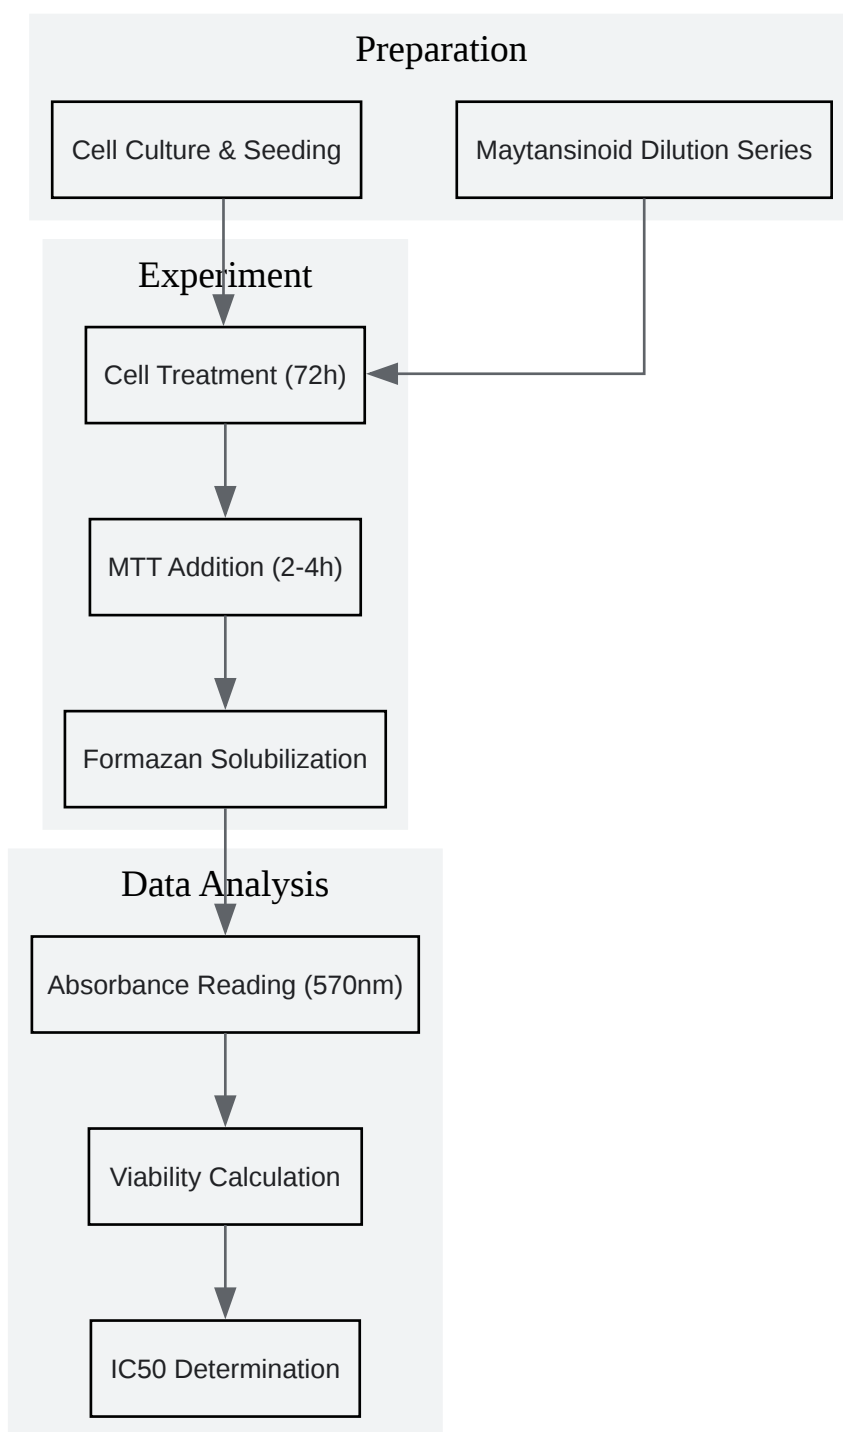 Preparation
Cell Culture & Seeding
Maytansinoid Dilution Series
Experiment
Cell Treatment (72h)
MTT Addition (2-4h)
Formazan Solubilization
Data Analysis
Absorbance Reading (570nm)
Viability Calculation
IC50 Determination